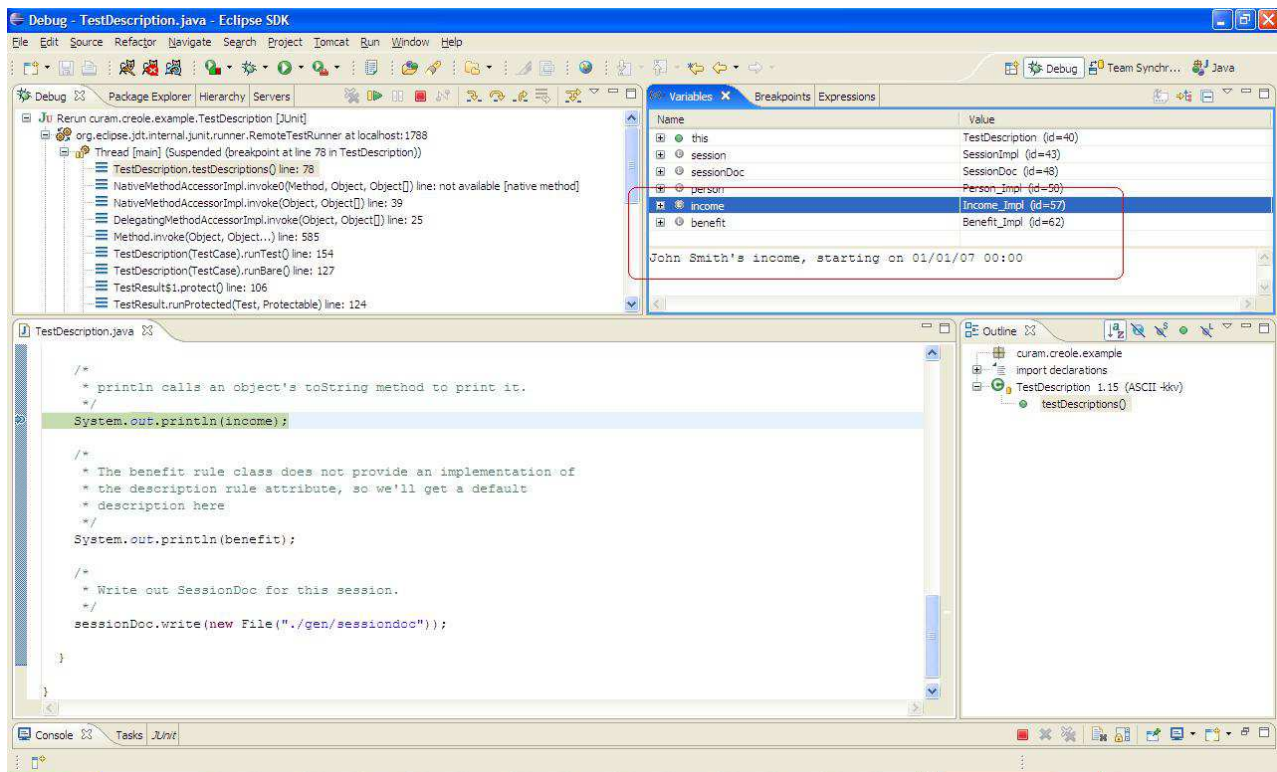 Debug - TestDescription.java - Eclipse SDK
File Edit Source Refactor Navigate Search Project Tomcat Run Window Help
Debug Team Synchr... Java
Debug Package Explorer Hierarchy Servers
Ju Rerun curam.creole.example.TestDescription [JUnit]
org.eclipse.jdt.internal.junit.runner.RemoteTestRunner at localhost:1788
Thread [main] (Suspended (breakpoint at line 78 in TestDescription))
TestDescription.testDescriptions() line: 78
NativeMethodAccessorImpl.invoke0(Method, Object, Object[]) line: not available [native method]
NativeMethodAccessorImpl.invoke(Object, Object[]) line: 39
DelegatingMethodAccessorImpl.invoke(Object, Object[]) line: 25
Method.invoke(Object, Object...) line: 585
TestDescription(TestCase).runTest() line: 154
TestDescription(TestCase).runBare() line: 127
TestResult$1.protect() line: 106
TestResult.runProtected(Test, Protectable) line: 124
Variables Breakpoints Expressions
Name Value
this TestDescription (id=40)
session SessionImpl (id=43)
sessionDoc SessionDoc (id=48)
person Person_Impl (id=50)
income Income_Impl (id=57)
benefit Benefit_Impl (id=62)
John Smith's income, starting on 01/01/07 00:00
TestDescription.java
/*
* println calls an object's toString method to print it.
*/
System.out.println(income);
/*
* The benefit rule class does not provide an implementation of
* the description rule attribute, so we'll get a default
* description here
*/
System.out.println(benefit);
/*
* Write out SessionDoc for this session.
*/
sessionDoc.write(new File("./gen/sessiondoc"));
}
}
Outline
curam.creole.example
import declarations
TestDescription 1.15 (ASCII -kkv)
testDescriptions()
Console Tasks JUnit